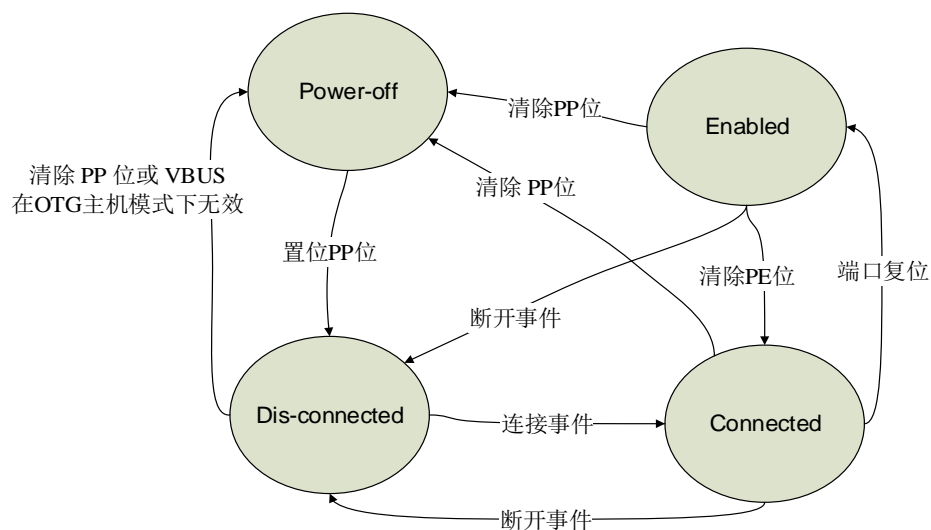 Power-off
Enabled
清除PP位
清除 PP 位或 VBUS
在OTG主机模式下无效
清除 PP位
置位PP位
清除PE位
端口复位
断开事件
Dis-connected
连接事件
Connected
断开事件